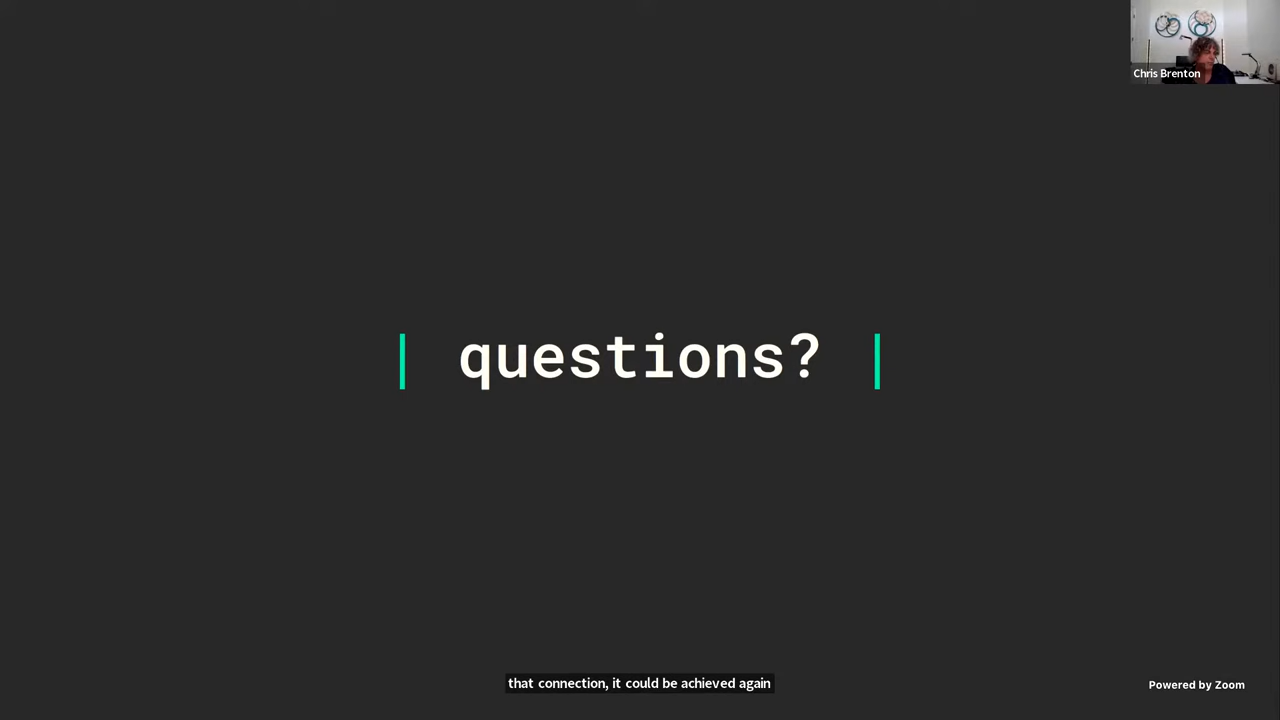 Chris Brenton
| questions? |
that connection, it could be achieved again
Powered by Zoom